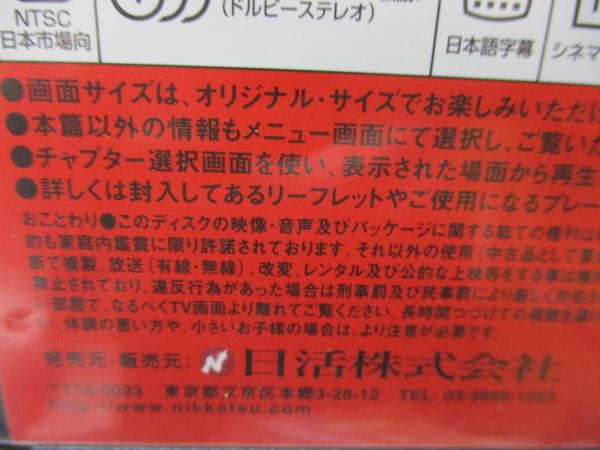 NTSC
日本市場向
(ドルビーステレオ)
日本語字幕
シネマ
●画面サイズは、オリジナル・サイズでお楽しみいただけ
●本篇以外の情報もメニュー画面にて選択し、ご覧いた
●チャプター選択画面を使い、表示された場面から再生
●詳しくは封入してあるリーフレットやご使用になるプレー
おことわり●このディスクの映像・音声及びパッケージに関する総ての権利は
的も家庭内鑑賞に限り許諾されております。それ以外の使用(中古品として
断で複製、放送(有線・無線)、改変、レンタル及び公的な上映等をする事は
禁止されており、違反行為があった場合は刑事罰及び民事罰により厳しく
い部屋で、なるべくTV画面より離れてご覧ください。長時間つづけての視聴を
い、体調の悪い方や、小さいお子様の場合は、より注意が必要です。
発売元・販売元: N 日活株式会社
〒113-0033 東京都文京区本郷3-28-12 TEL.
http://www.nikkatsu.com